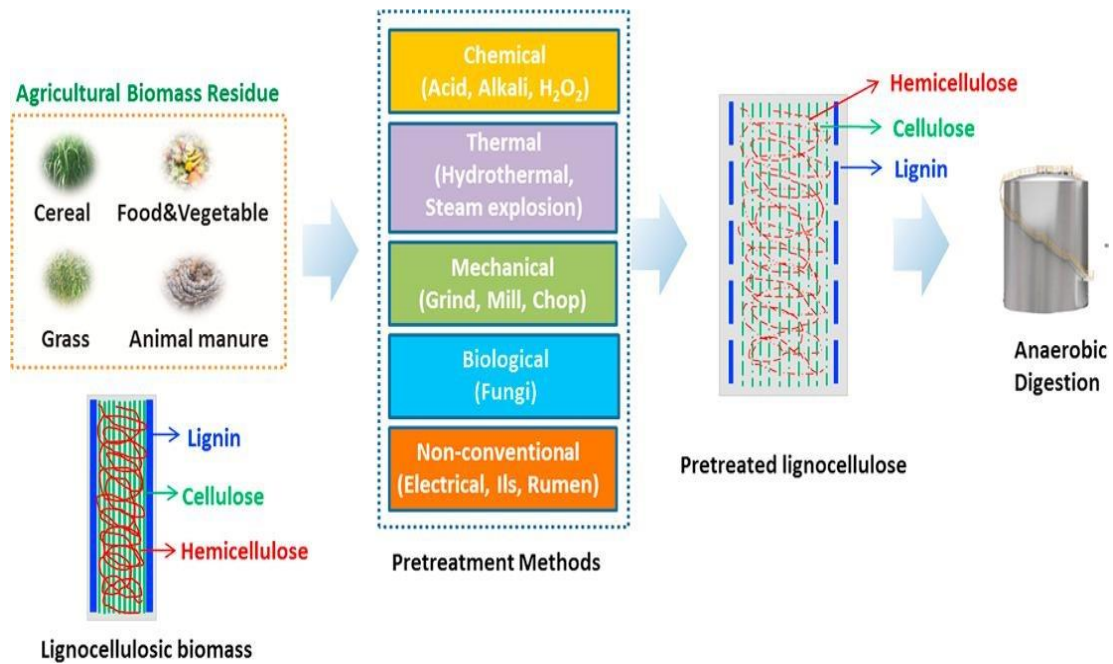 Agricultural Biomass Residue
Cereal
Food&Vegetable
Grass
Animal manure
Lignin
Cellulose
Hemicellulose
Lignocellulosic biomass
Chemical
(Acid, Alkali, H₂O₂)
Thermal
(Hydrothermal,
Steam explosion)
Mechanical
(Grind, Mill, Chop)
Biological
(Fungi)
Non-conventional
(Electrical, Ils, Rumen)
Pretreatment Methods
Hemicellulose
Cellulose
Lignin
Pretreated lignocellulose
Anaerobic
Digestion